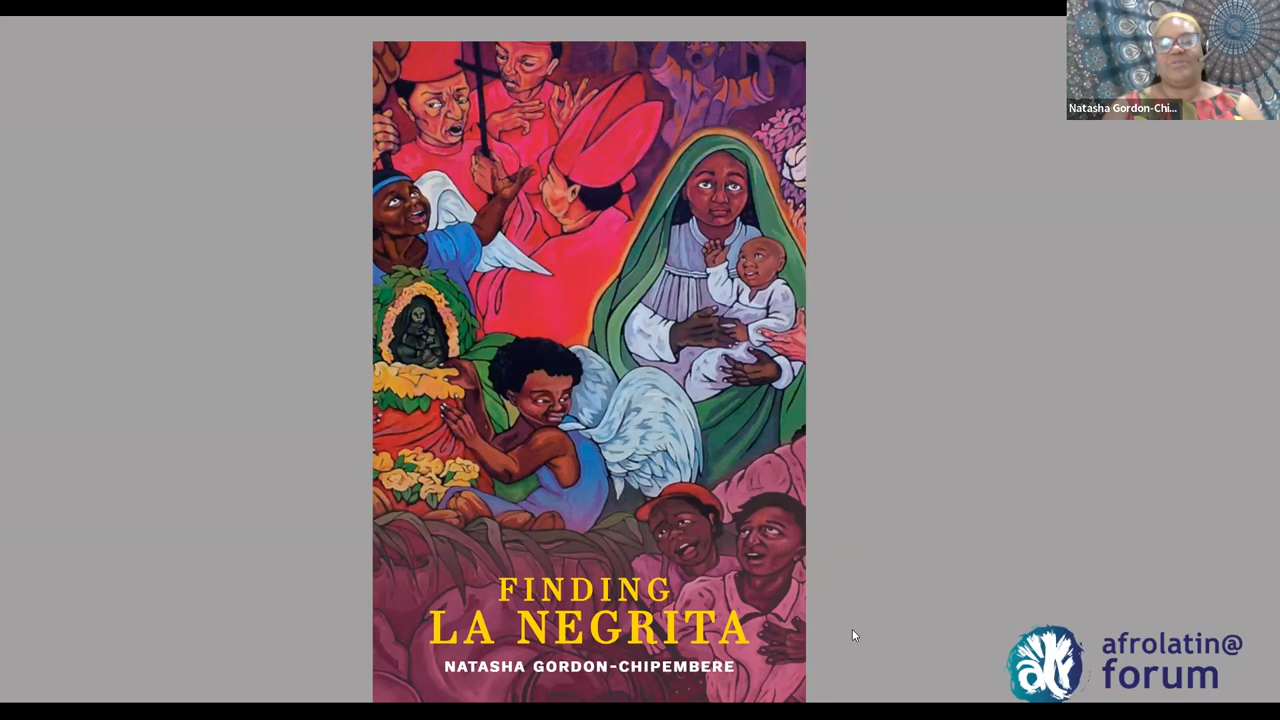 Natasha Gordon-Chi...
FINDING
LA NEGRITA
NATASHA GORDON-CHIPEMBERE
afrolatin@
forum